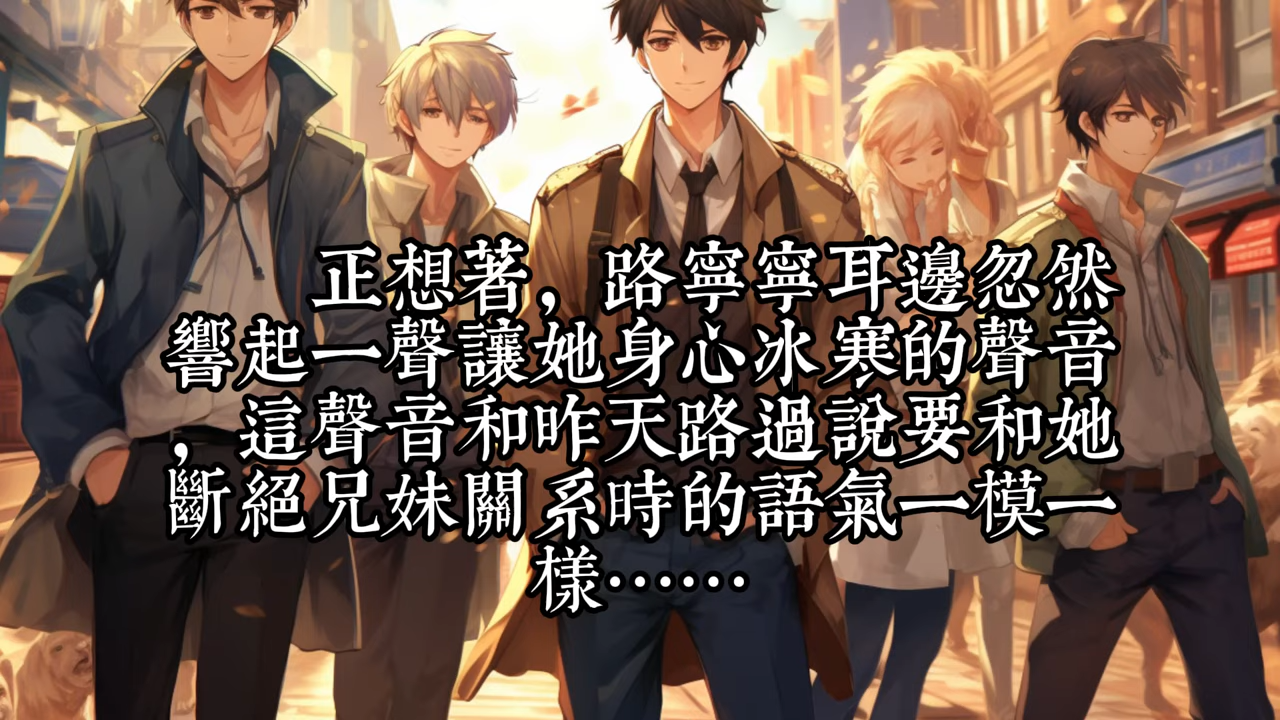 正想著，路寧寧耳邊忽然
響起一聲讓她身心冰寒的聲音
，這聲音和昨天路過說要和她
斷絕兄妹關系時的語氣一模一
樣⋯⋯